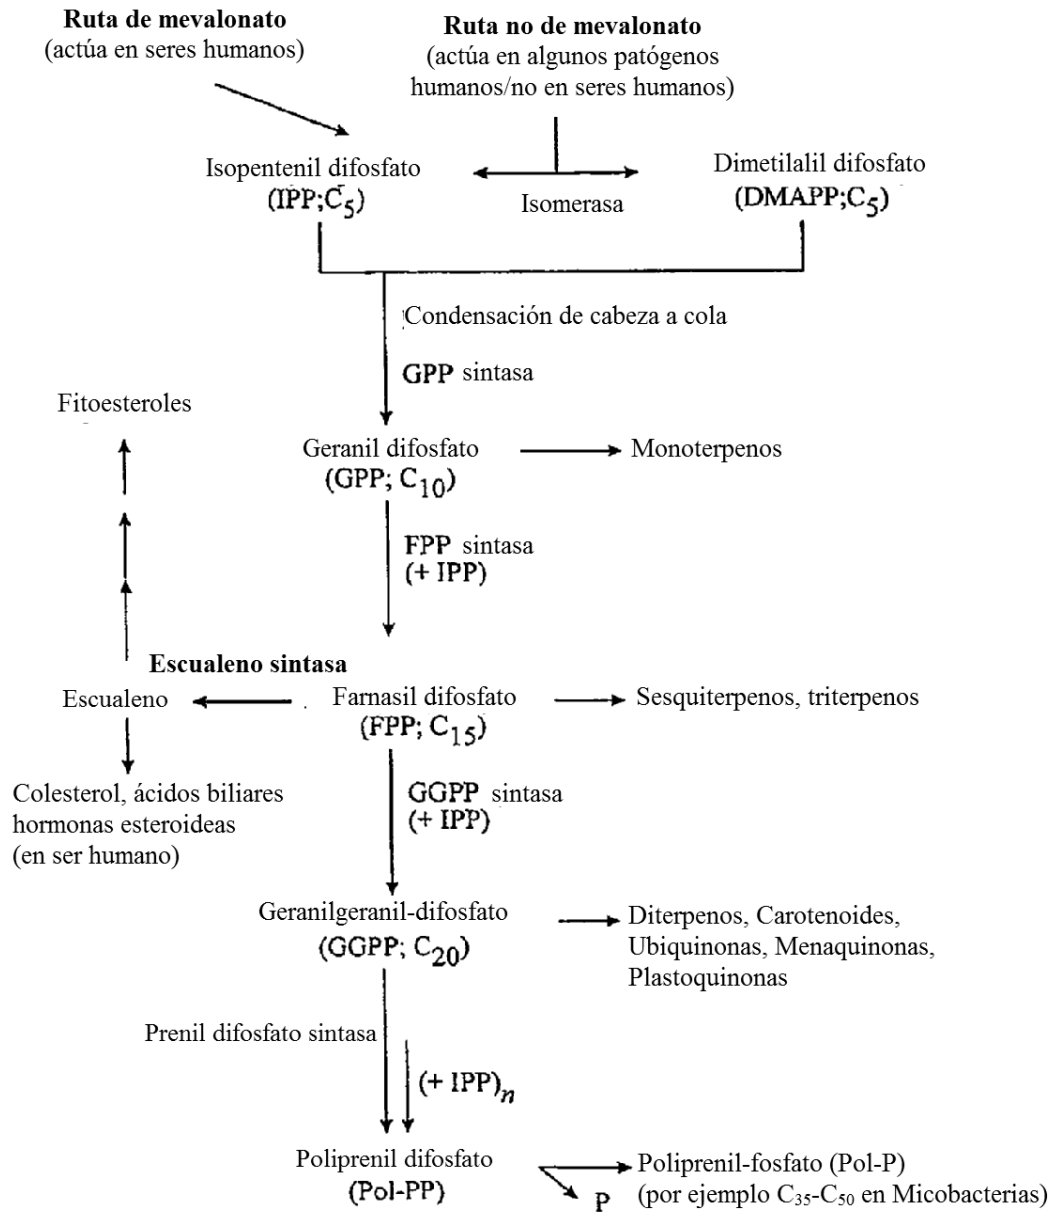 Ruta de mevalonato
(actúa en seres humanos)
Ruta no de mevalonato
(actúa en algunos patógenos
humanos/no en seres humanos)
Isopentenil difosfato
(IPP;C₅)
Isomerasa
Dimetilalil difosfato
(DMAPP;C₅)
Condensación de cabeza a cola
GPP sintasa
Fitoesteroles
Geranil difosfato
(GPP; C₁₀)
Monoterpenos
FPP sintasa
(+ IPP)
Escualeno sintasa
Escualeno
Farnasil difosfato
(FPP; C₁₅)
Sesquiterpenos, triterpenos
Colesterol, ácidos biliares
hormonas esteroideas
(en ser humano)
GGPP sintasa
(+ IPP)
Geranilgeranil-difosfato
(GGPP; C₂₀)
Diterpenos, Carotenoides,
Ubiquinonas, Menaquinonas,
Plastoquinonas
Prenil difosfato sintasa
(+ IPP)ₙ
Poliprenil difosfato
(Pol-PP)
Poliprenil-fosfato (Pol-P)
(por ejemplo C₃₅-C₅₀ en Micobacterias)
P